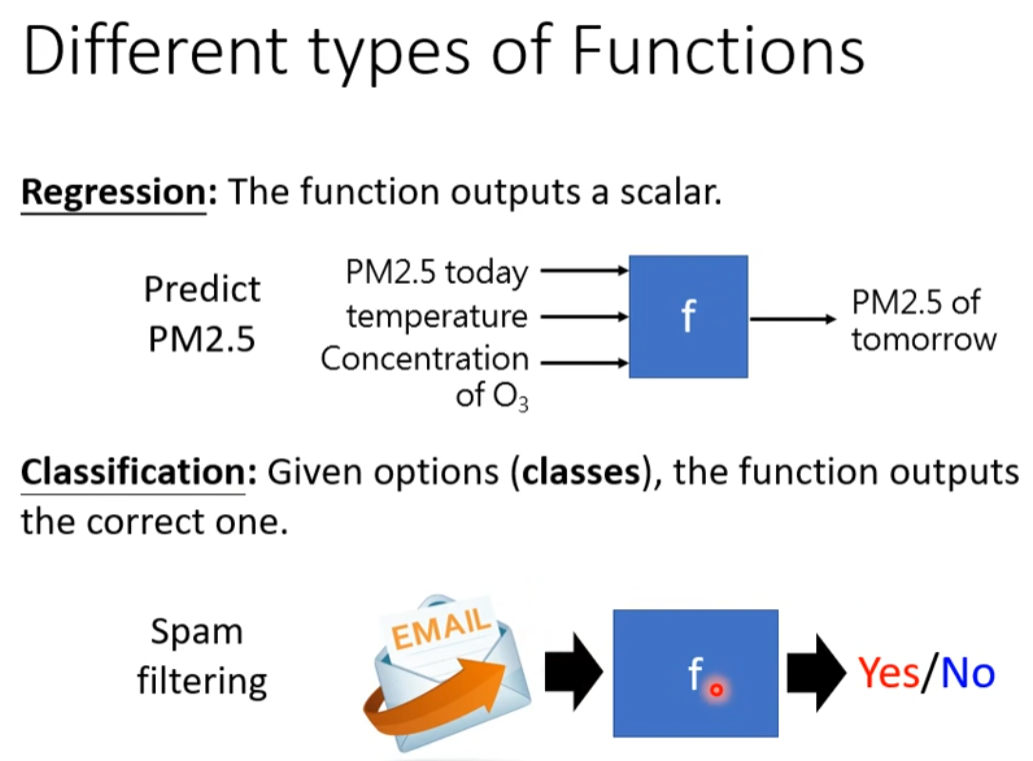 Different types of Functions
Regression: The function outputs a scalar.
Predict
PM2.5
PM2.5 today
temperature
Concentration
of O₃
f
PM2.5 of
tomorrow
Classification: Given options (classes), the function outputs
the correct one.
Spam
filtering
EMAIL
f
Yes/No